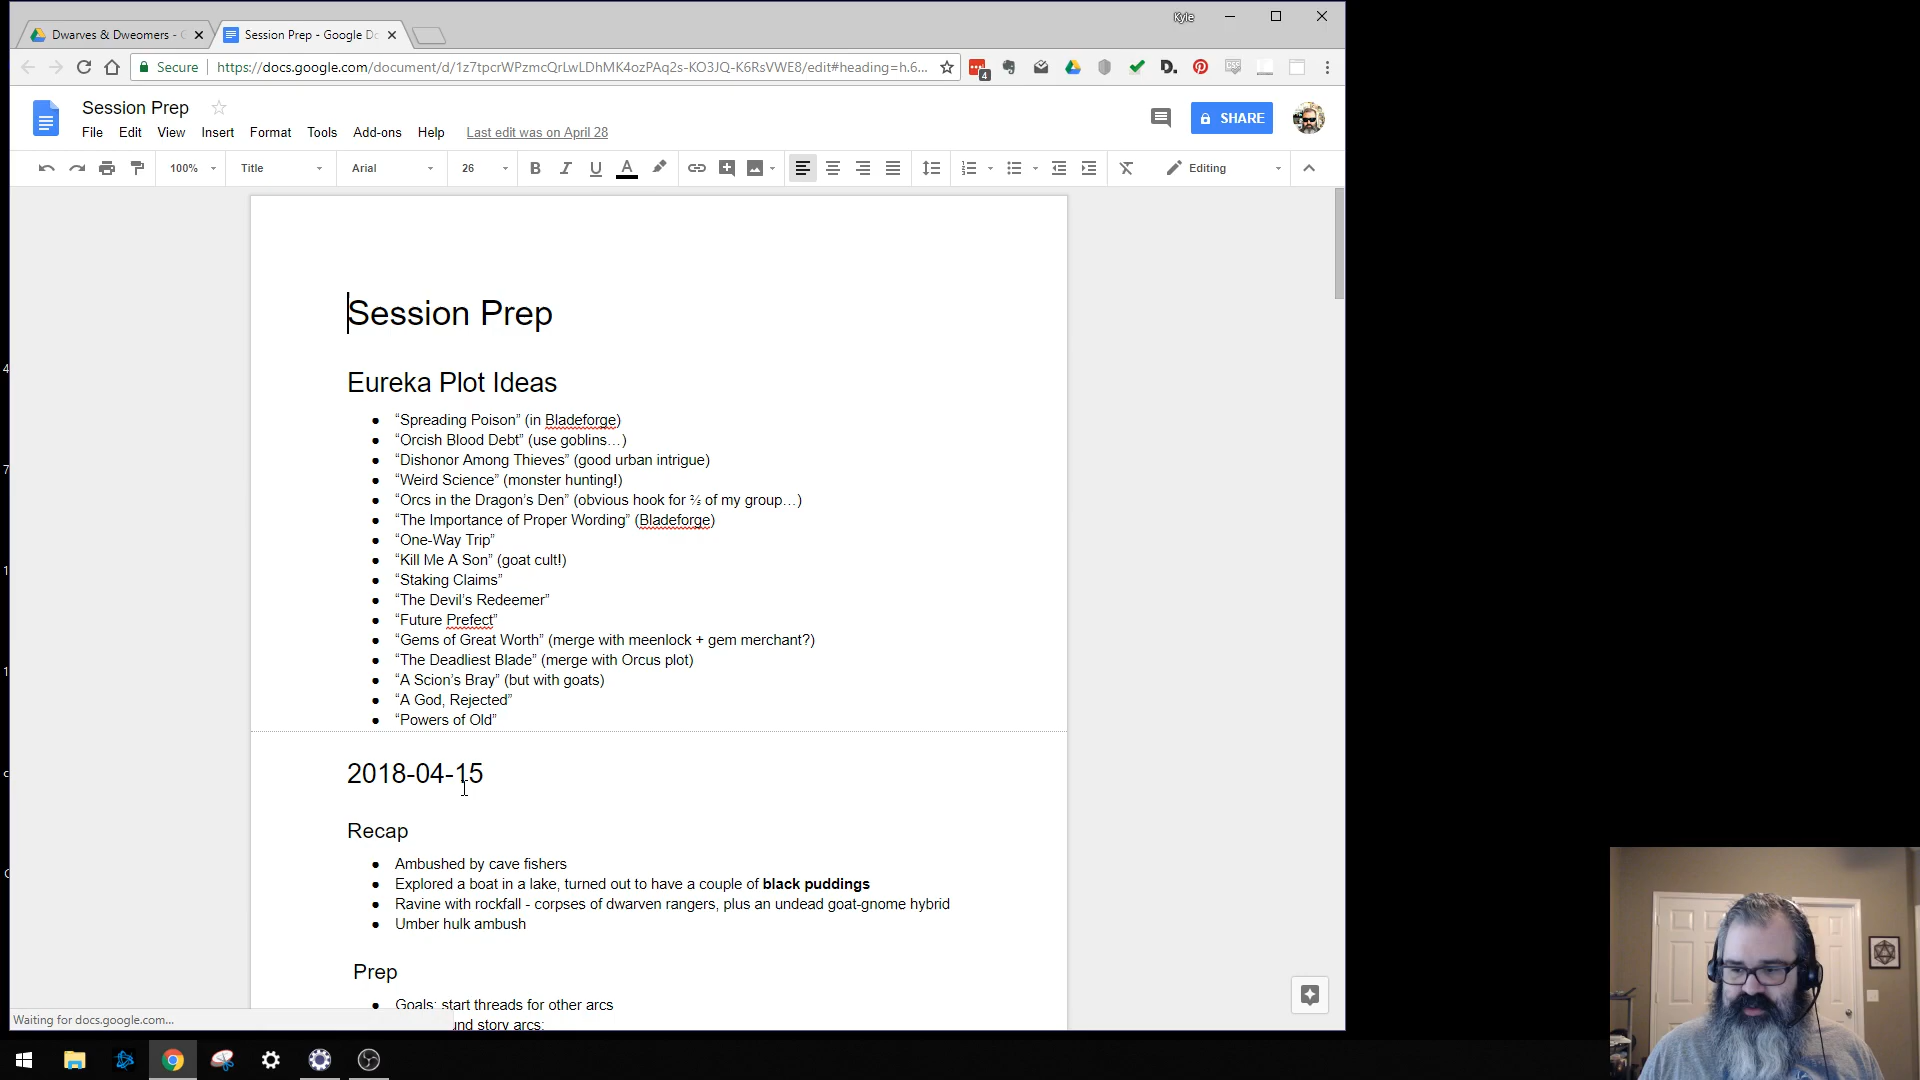 Kyle
Dwarves & Dweomers -
Session Prep - Google Do
Secure
https://docs.google.com/document/d/1z7tpcrWPzmcQrLwLDhMK4ozPAq2s-KO3JQ-K6RsVWE8/edit#heading=h.6...
4
Session Prep
SHARE
File Edit View Insert Format Tools Add-ons Help Last edit was on April 28
100% Title Arial 26 B I U A Editing
Session Prep
Eureka Plot Ideas
● “Spreading Poison” (in Bladeforge)
● “Orcish Blood Debt” (use goblins…)
● “Dishonor Among Thieves” (good urban intrigue)
● “Weird Science” (monster hunting!)
● “Orcs in the Dragon’s Den” (obvious hook for ⅔ of my group…)
● “The Importance of Proper Wording” (Bladeforge)
● “One-Way Trip”
● “Kill Me A Son” (goat cult!)
● “Staking Claims”
● “The Devil’s Redeemer”
● “Future Prefect”
● “Gems of Great Worth” (merge with meenlock + gem merchant?)
● “The Deadliest Blade” (merge with Orcus plot)
● “A Scion’s Bray” (but with goats)
● “A God, Rejected”
● “Powers of Old”
2018-04-15
Recap
● Ambushed by cave fishers
● Explored a boat in a lake, turned out to have a couple of black puddings
● Ravine with rockfall - corpses of dwarven rangers, plus an undead goat-gnome hybrid
● Umber hulk ambush
Prep
● Goals: start threads for other arcs
und story arcs:
Waiting for docs.google.com...